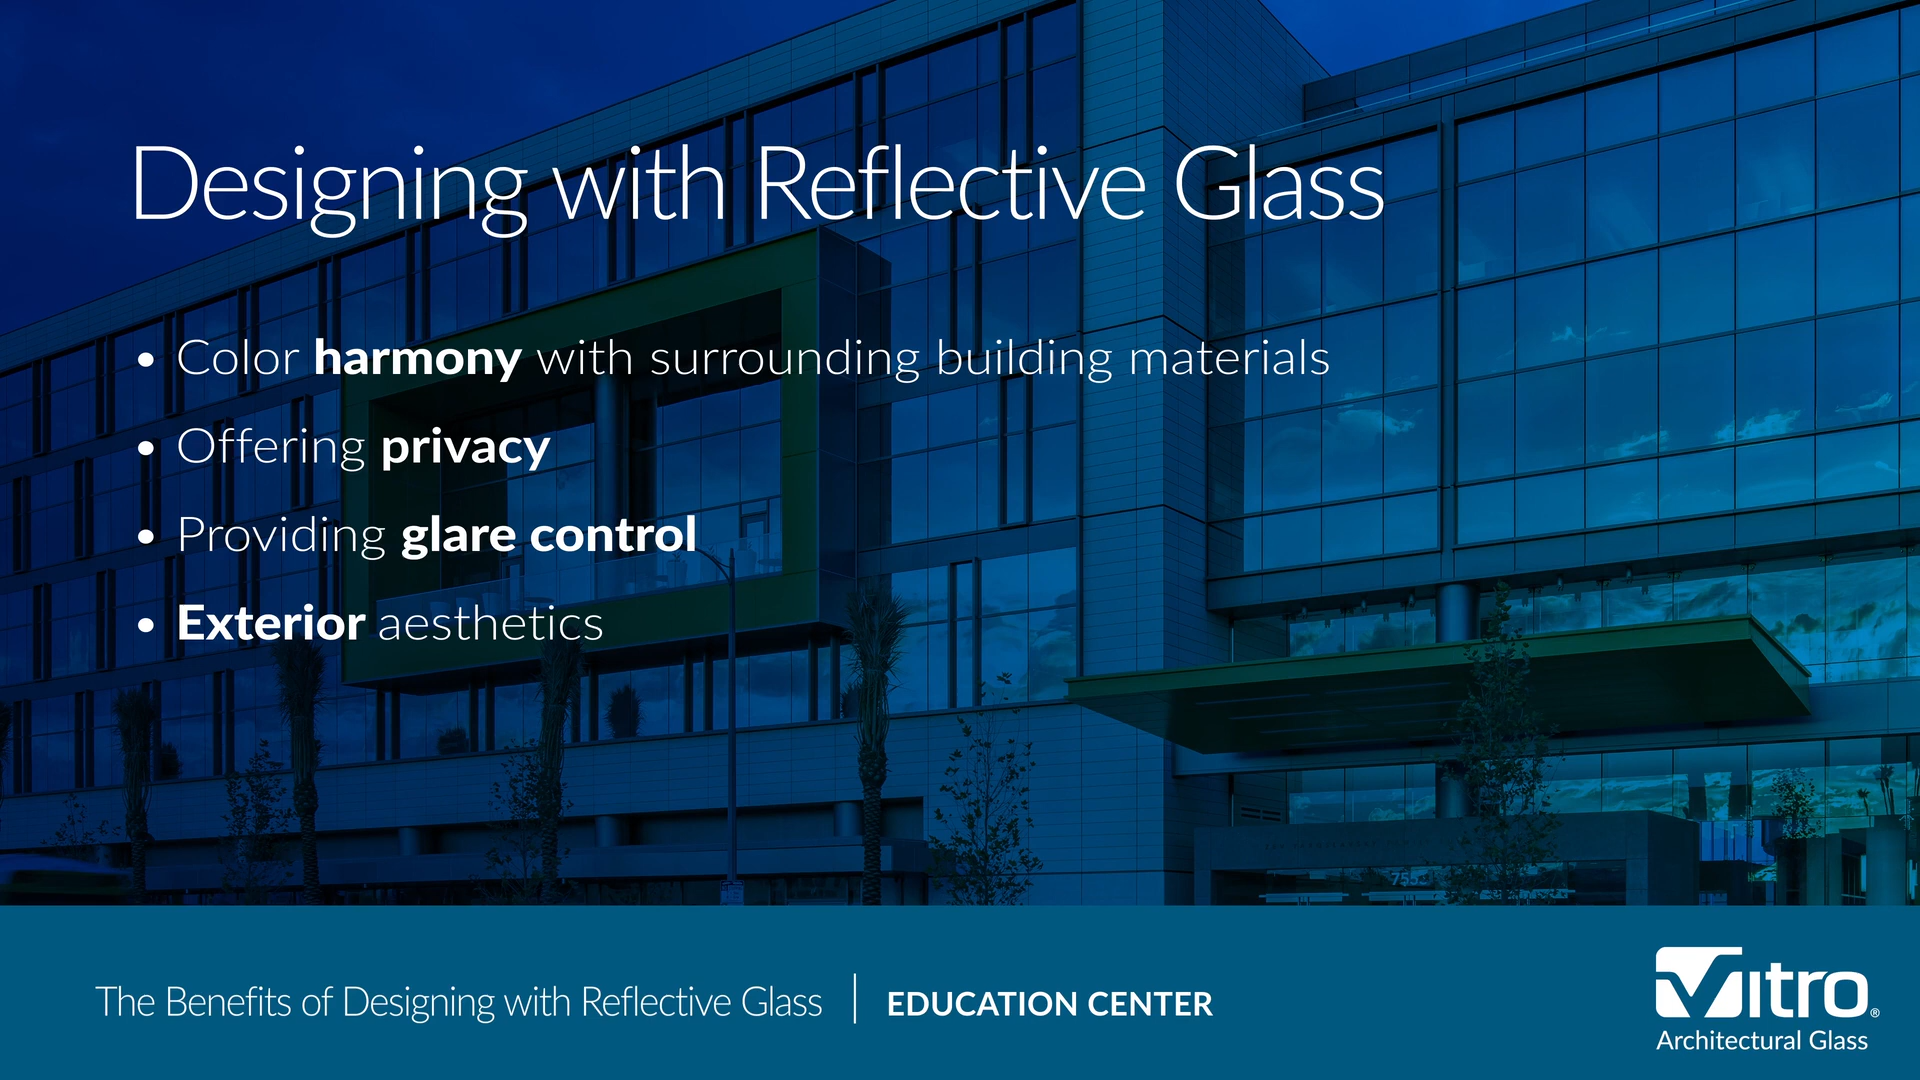 Designing with Reflective Glass
• Color harmony with surrounding building materials
• Offering privacy
• Providing glare control
• Exterior aesthetics
The Benefits of Designing with Reflective Glass | EDUCATION CENTER
Vitro®
Architectural Glass